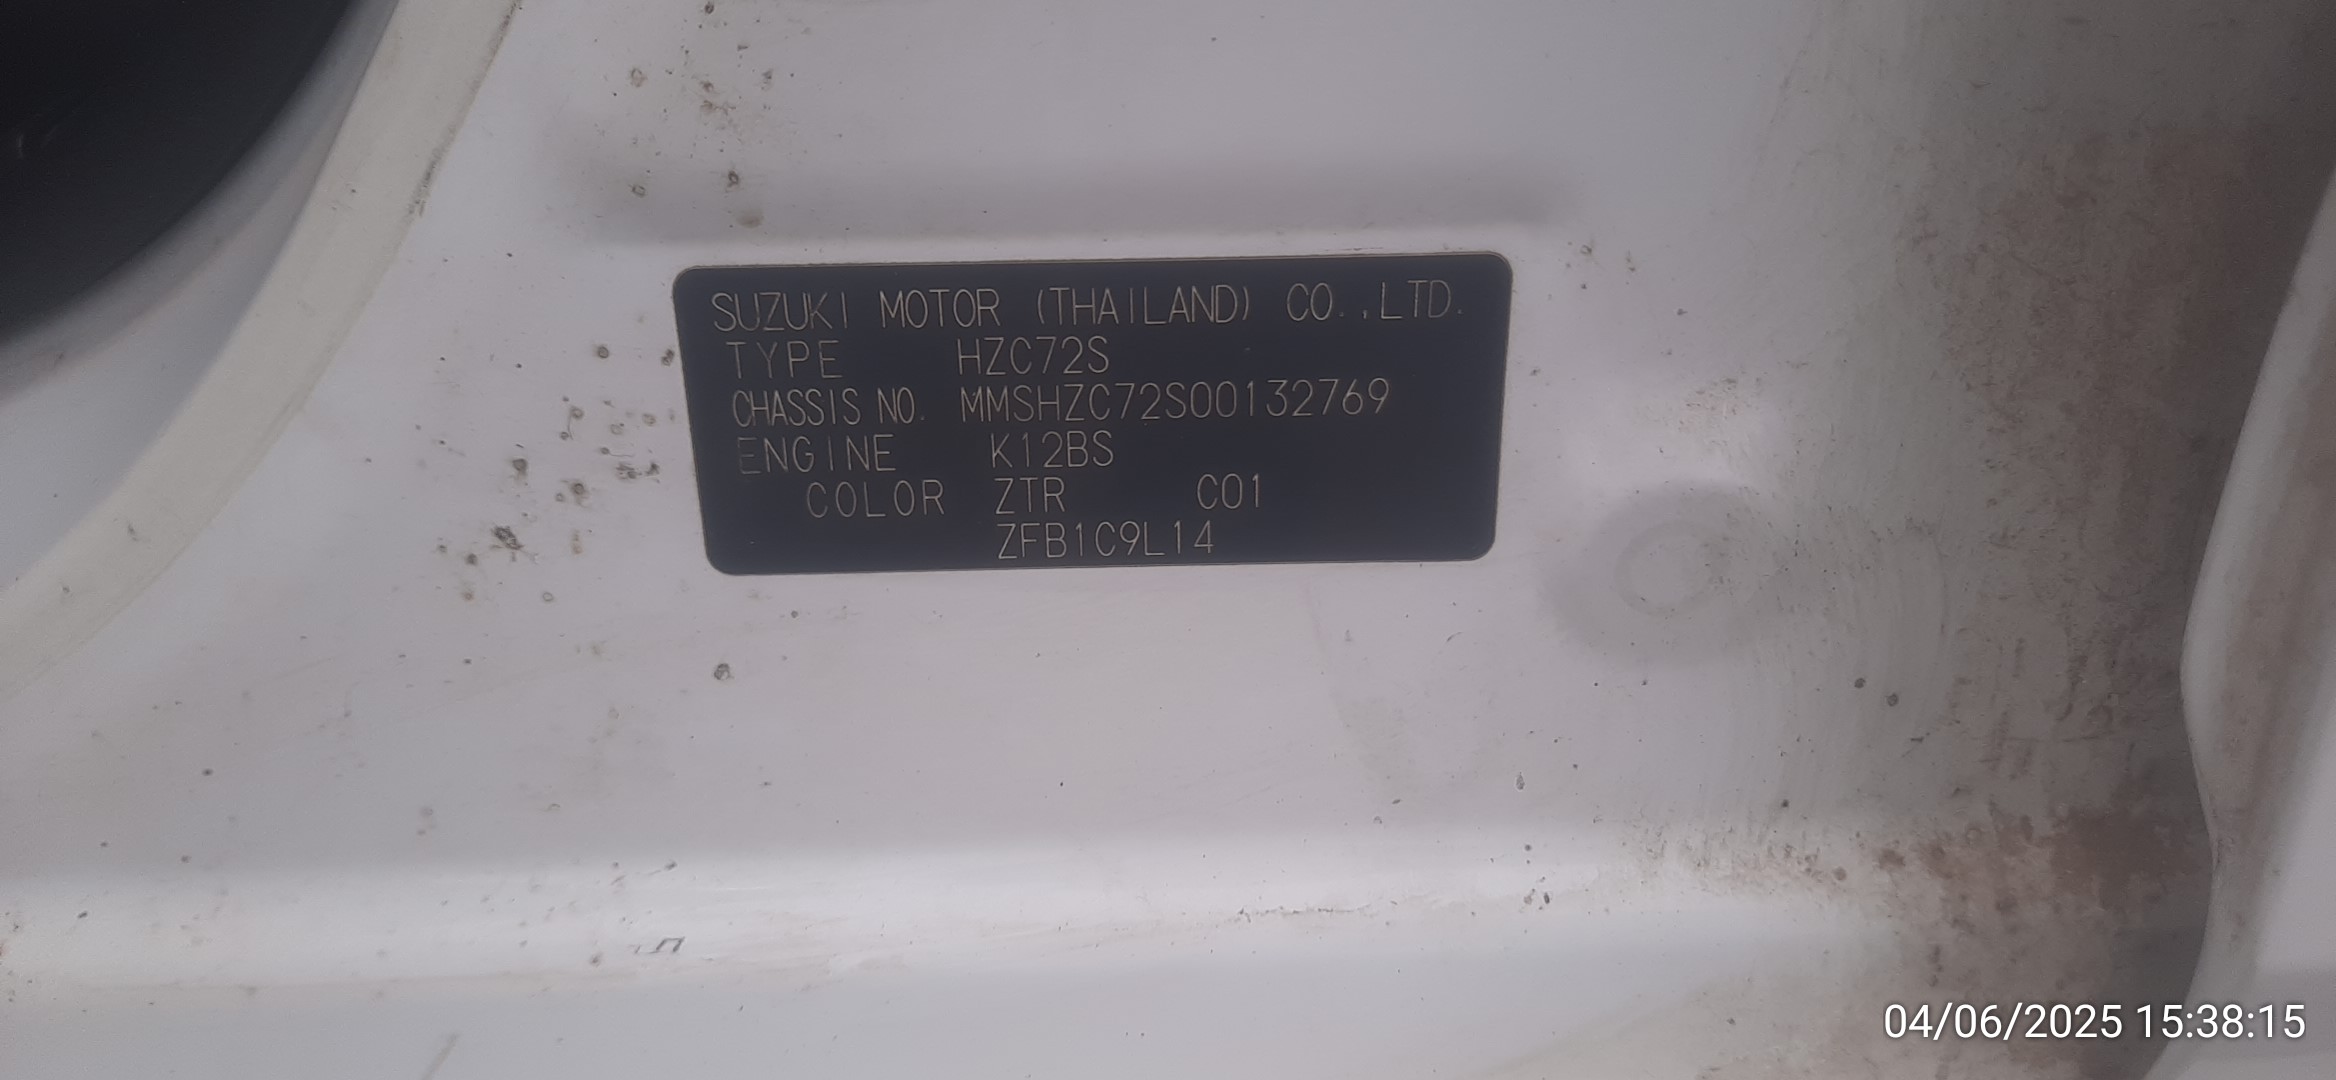 SUZUKI MOTOR (THAILAND) CO.,LTD.
TYPE HZC72S
CHASSIS NO. MMSHZC72S00132769
ENGINE K12BS
COLOR ZTR C01
ZFB1C9L14
04/06/2025 15:38:15